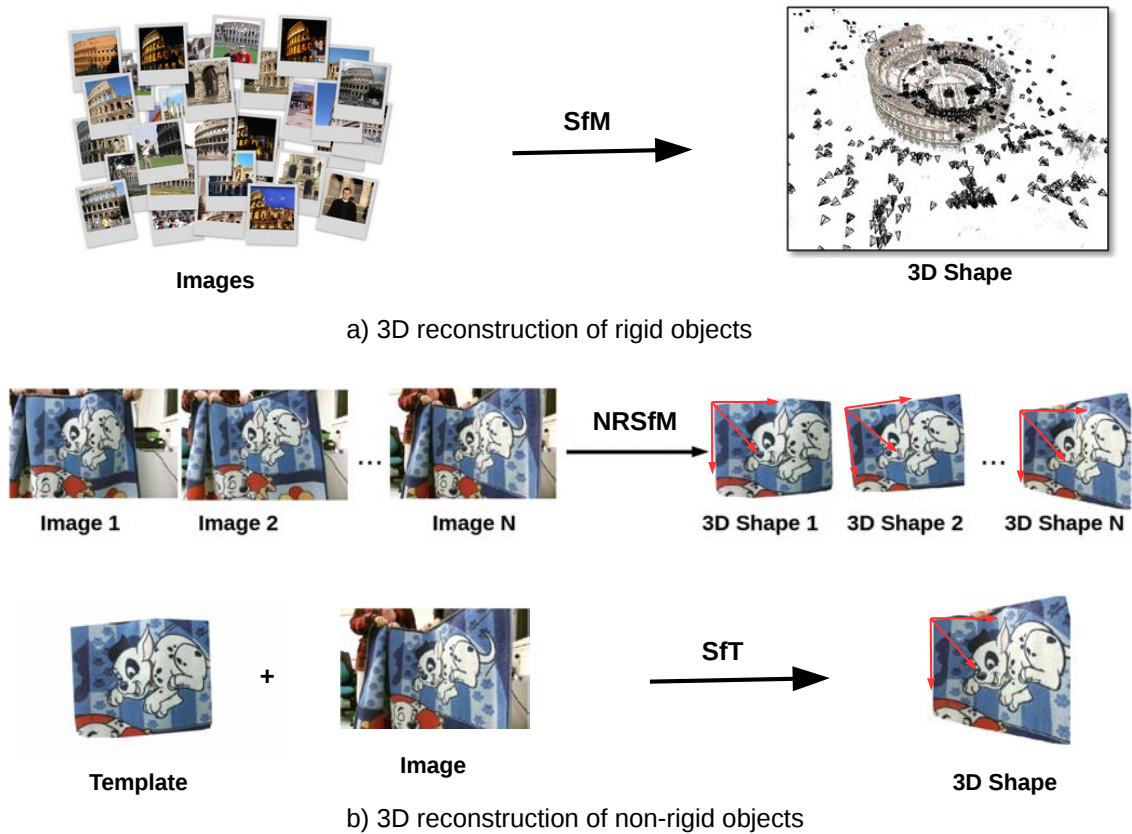 SfM
Images
3D Shape
a) 3D reconstruction of rigid objects
NRSfM
...
...
Image 1
Image 2
Image N
3D Shape 1
3D Shape 2
3D Shape N
+
SfT
Template
Image
3D Shape
b) 3D reconstruction of non-rigid objects